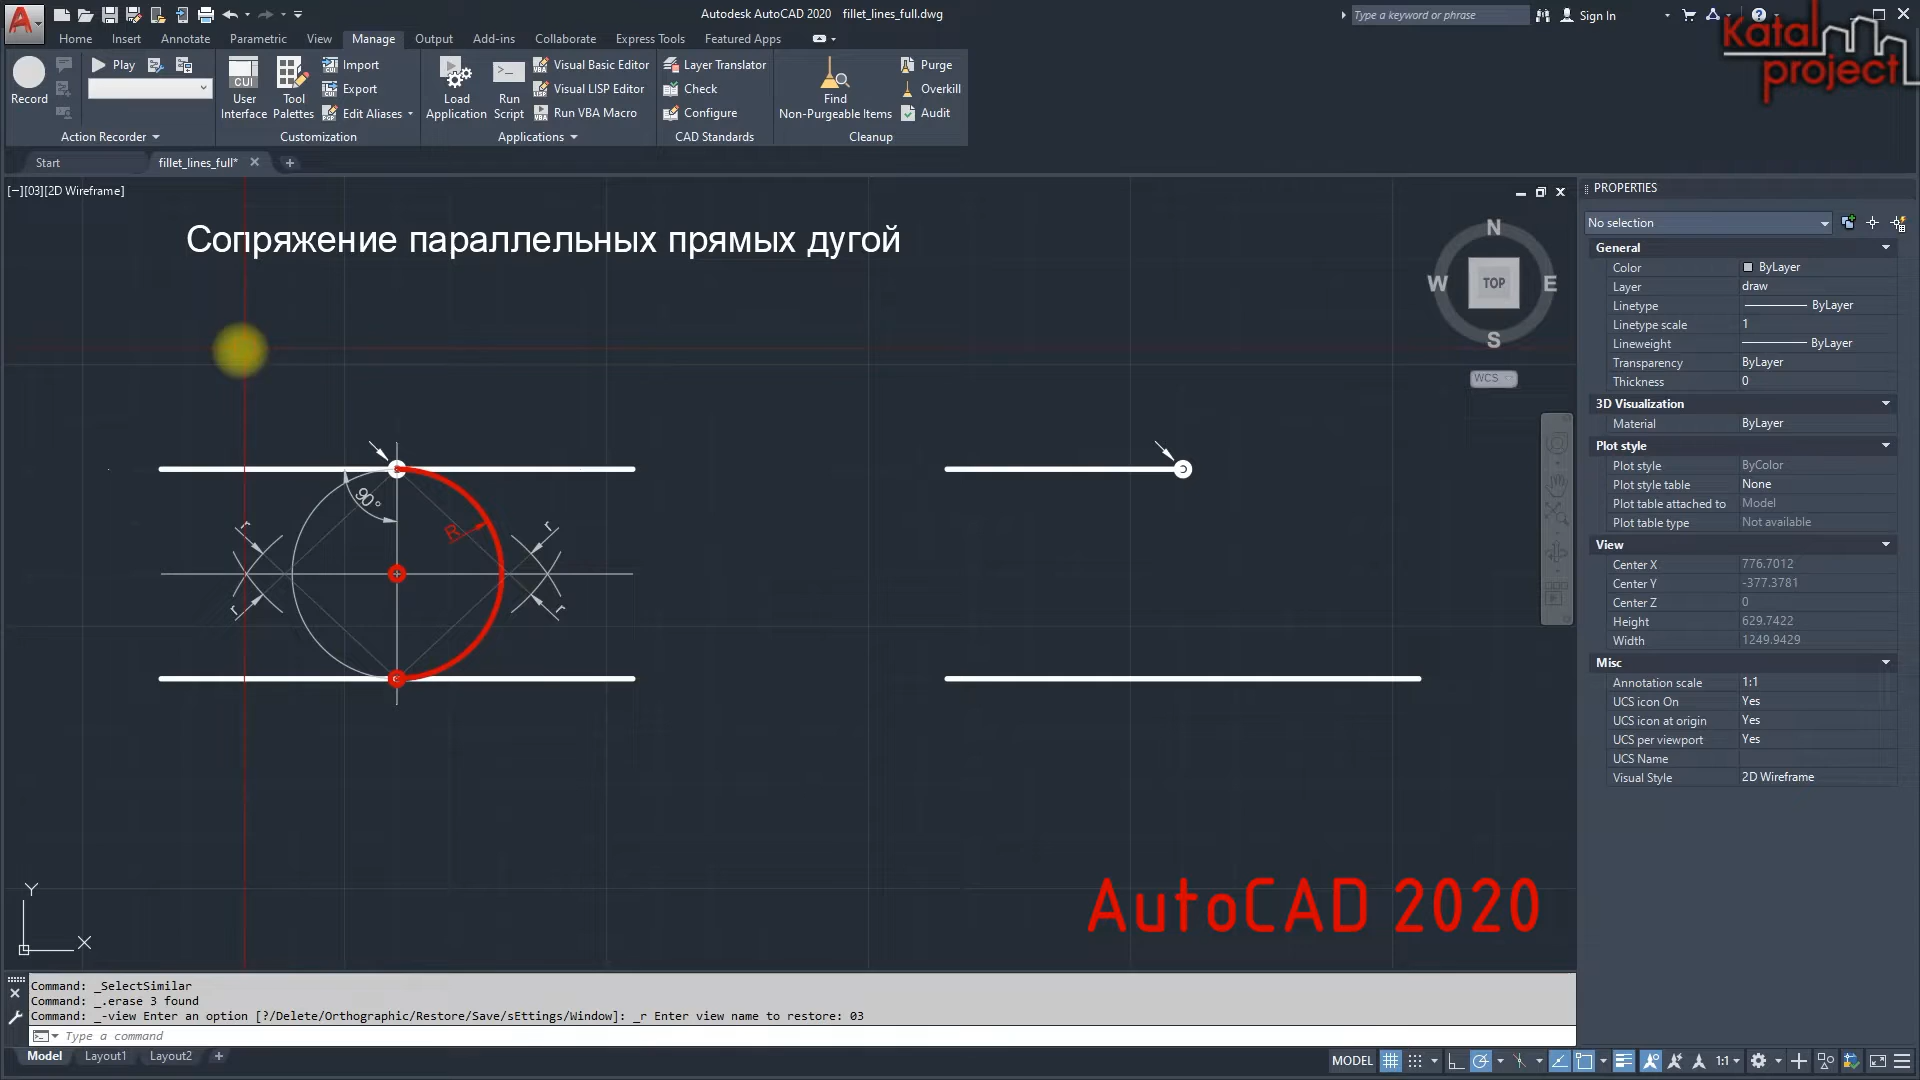 Autodesk AutoCAD 2020 fillet_lines_full.dwg
Type a keyword or phrase
Sign In
Katal
project
Home Insert Annotate Parametric View Manage Output Add-ins Collaborate Express Tools Featured Apps
Record
Play
Action Recorder
CUI
User
Interface
Tool
Palettes
Import
Export
Edit Aliases
Customization
Load
Application
Run
Script
Visual Basic Editor
Visual LISP Editor
Run VBA Macro
Applications
Layer Translator
Check
Configure
CAD Standards
Find
Non-Purgeable Items
Purge
Overkill
Audit
Cleanup
Start
fillet_lines_full*
[−][03][2D Wireframe]
Сопряжение параллельных прямых дугой
N
W TOP E
S
WCS
90°
R
r
r
r
r
Y
X
AutoCAD 2020
PROPERTIES
No selection
General
Color ByLayer
Layer draw
Linetype ByLayer
Linetype scale 1
Lineweight ByLayer
Transparency ByLayer
Thickness 0
3D Visualization
Material ByLayer
Plot style
Plot style ByColor
Plot style table None
Plot table attached to Model
Plot table type Not available
View
Center X 776.7012
Center Y -377.3781
Center Z 0
Height 629.7422
Width 1249.9429
Misc
Annotation scale 1:1
UCS icon On Yes
UCS icon at origin Yes
UCS per viewport Yes
UCS Name
Visual Style 2D Wireframe
Command: _SelectSimilar
Command: _.erase 3 found
Command: _-view Enter an option [?/Delete/Orthographic/Restore/Save/sEttings/Window]: _r Enter view name to restore: 03
Type a command
Model Layout1 Layout2
MODEL
1:1